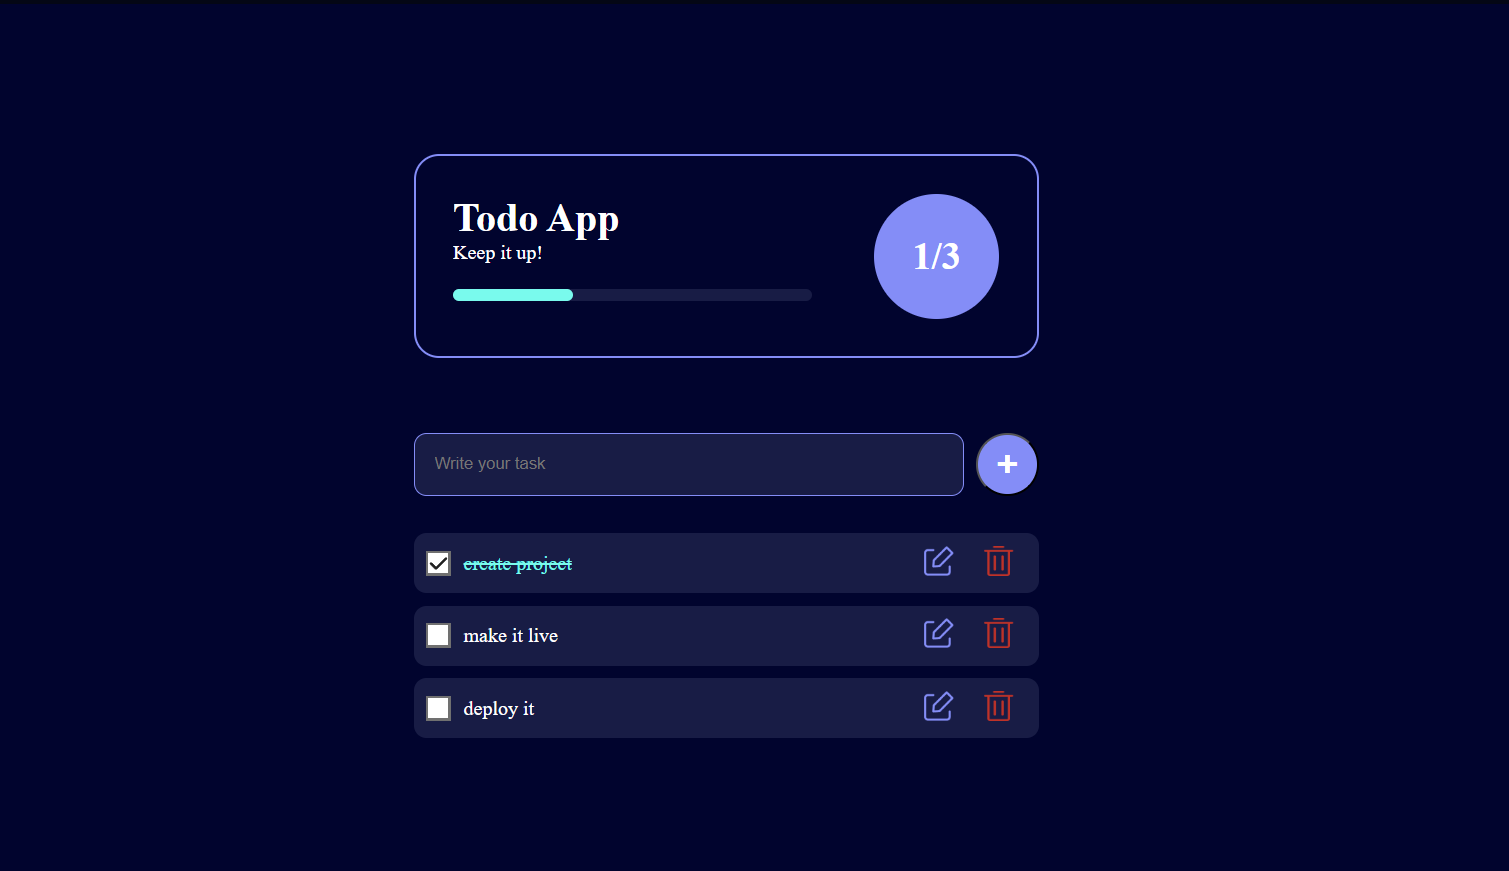 Todo App
Keep it up!
1/3
Write your task
+
create project
make it live
deploy it